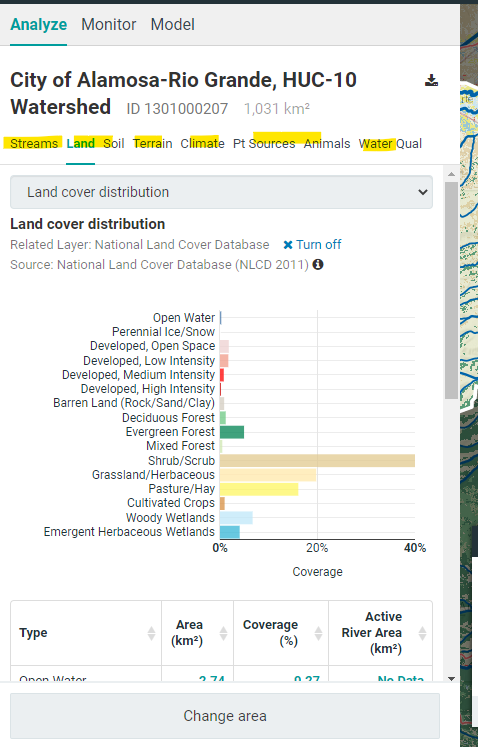 Analyze Monitor Model
City of Alamosa-Rio Grande, HUC-10
Watershed ID 1301000207 1,031 km²
Streams Land Soil Terrain Climate Pt Sources Animals Water Qual
Land cover distribution
Land cover distribution
Related Layer: National Land Cover Database ✖ Turn off
Source: National Land Cover Database (NLCD 2011)
Open Water
Perennial Ice/Snow
Developed, Open Space
Developed, Low Intensity
Developed, Medium Intensity
Developed, High Intensity
Barren Land (Rock/Sand/Clay)
Deciduous Forest
Evergreen Forest
Mixed Forest
Shrub/Scrub
Grassland/Herbaceous
Pasture/Hay
Cultivated Crops
Woody Wetlands
Emergent Herbaceous Wetlands
0% 20% 40%
Coverage
Type Area (km²) Coverage (%) Active River Area (km²)
Open Water 2.74 0.27 No Data
Change area